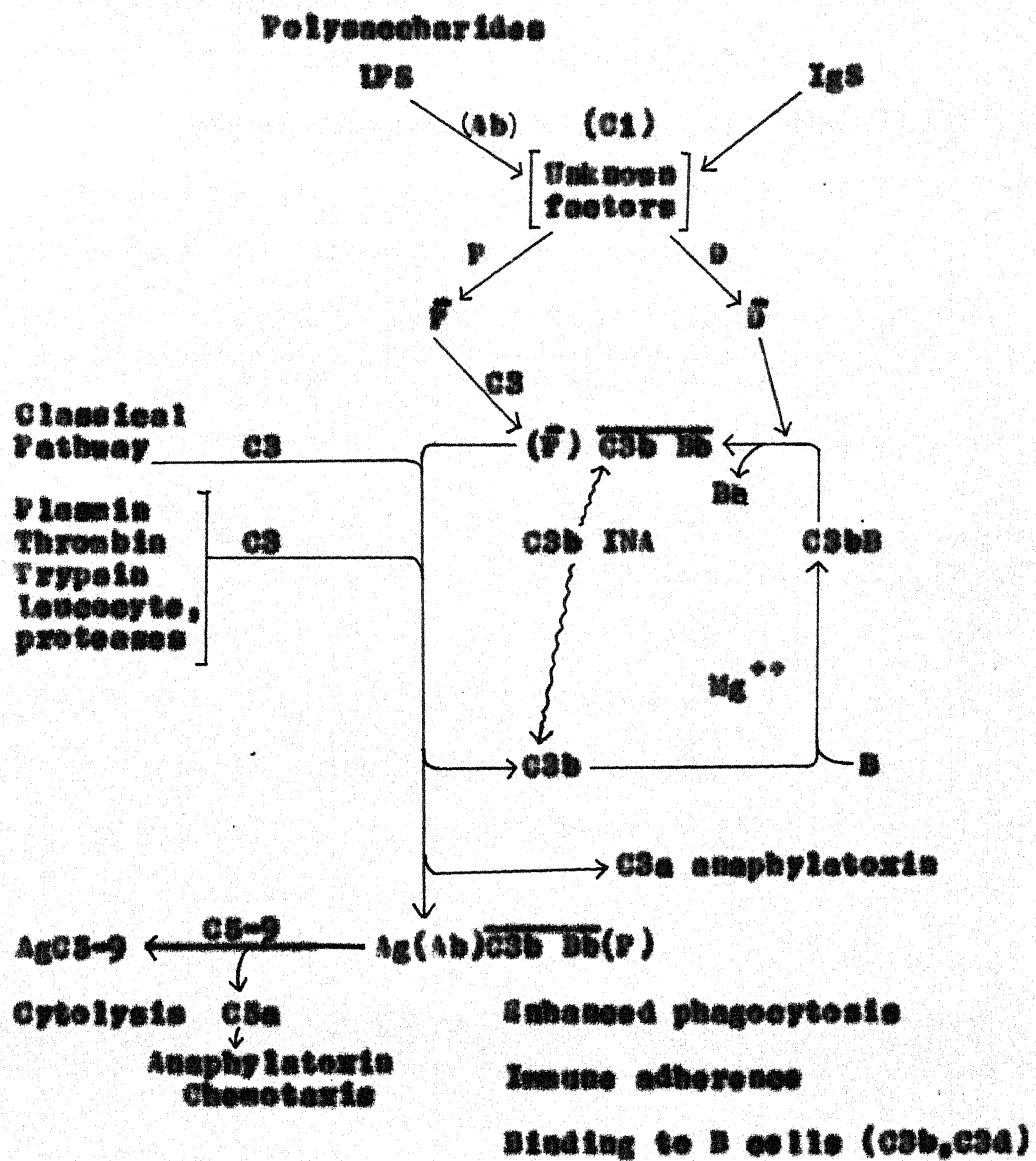 Polysaccharides
LPS
IgS
(Ab)
(C1)
Unknown
factors
P
D
P̄
D̄
C3
Classical
Pathway
C3
(P̄) C3b Bb
Ba
Plasmin
Thrombin
Trypsin
Leucocyte,
proteases
C3
C3b INA
C3bB
Mg++
C3b
B
C3a anaphylatoxin
AgC5-9
C5-9
Ag(Ab)C3b Bb(P)
Cytolysis
C5a
Enhanced phagocytosis
Anaphylatoxin
Chemotaxis
Immune adherence
Binding to B cells (C3b,C3d)